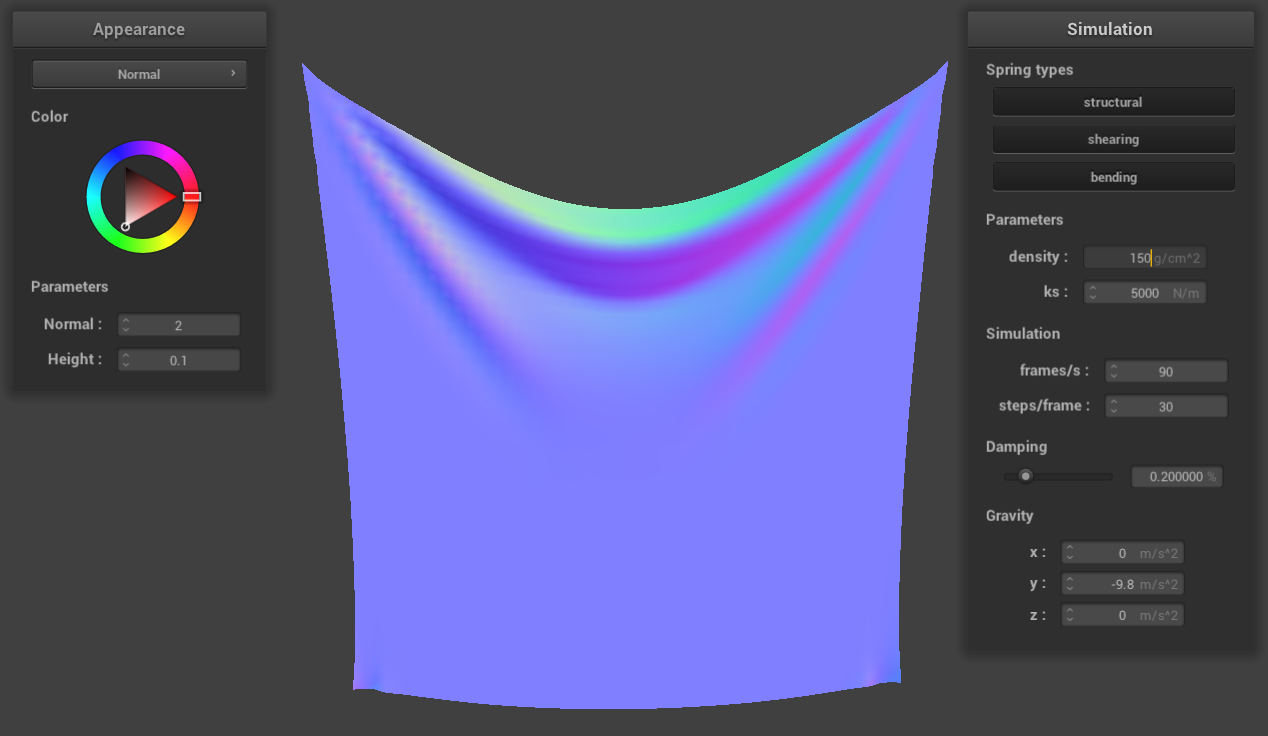 Appearance
Normal
Color
Parameters
Normal : 2
Height : 0.1
Simulation
Spring types
structural
shearing
bending
Parameters
density : 150 g/cm^2
ks : 5000 N/m
Simulation
frames/s : 90
steps/frame : 30
Damping
0.200000 %
Gravity
x : 0 m/s^2
y : -9.8 m/s^2
z : 0 m/s^2